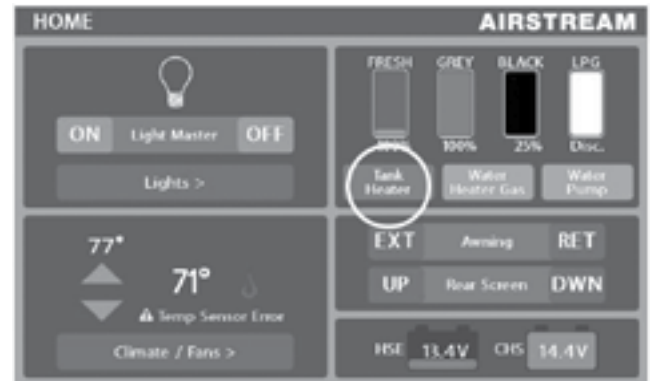 HOME
AIRSTREAM
ON Light Master OFF
Lights >
FRESH GREY BLACK LPG
100% 100% 25% Disc.
Tank Heater
Water Heater Gas
Water Pump
77°
71°
Temp Sensor Error
Climate / Fans >
EXT Awning RET
UP Rear Screen DWN
HSE 13.4V CHS 14.4V